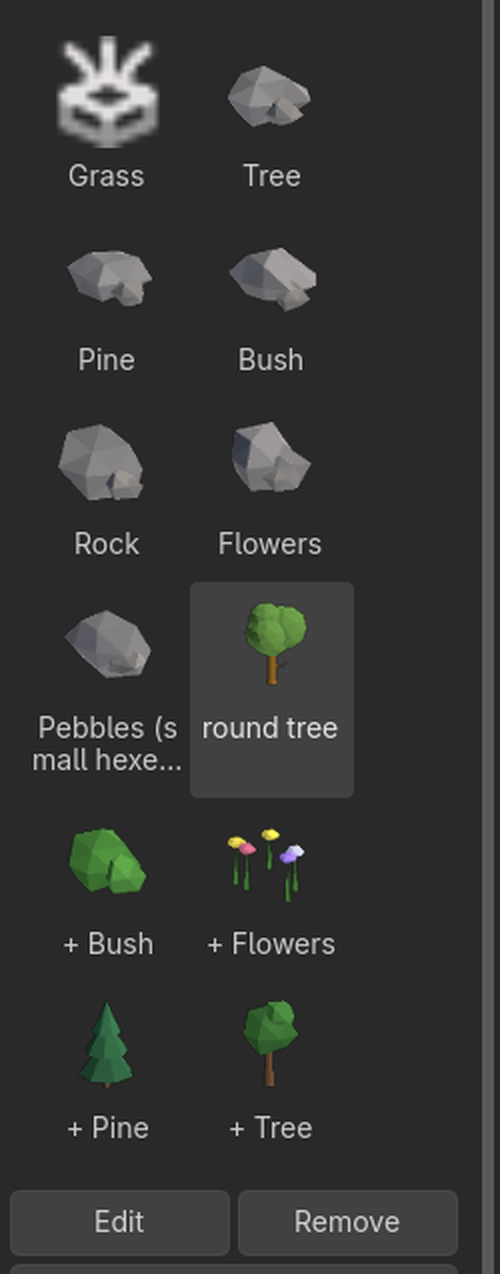 Grass
Tree
Pine
Bush
Rock
Flowers
Pebbles (s
mall hexe...
round tree
+ Bush
+ Flowers
+ Pine
+ Tree
Edit
Remove